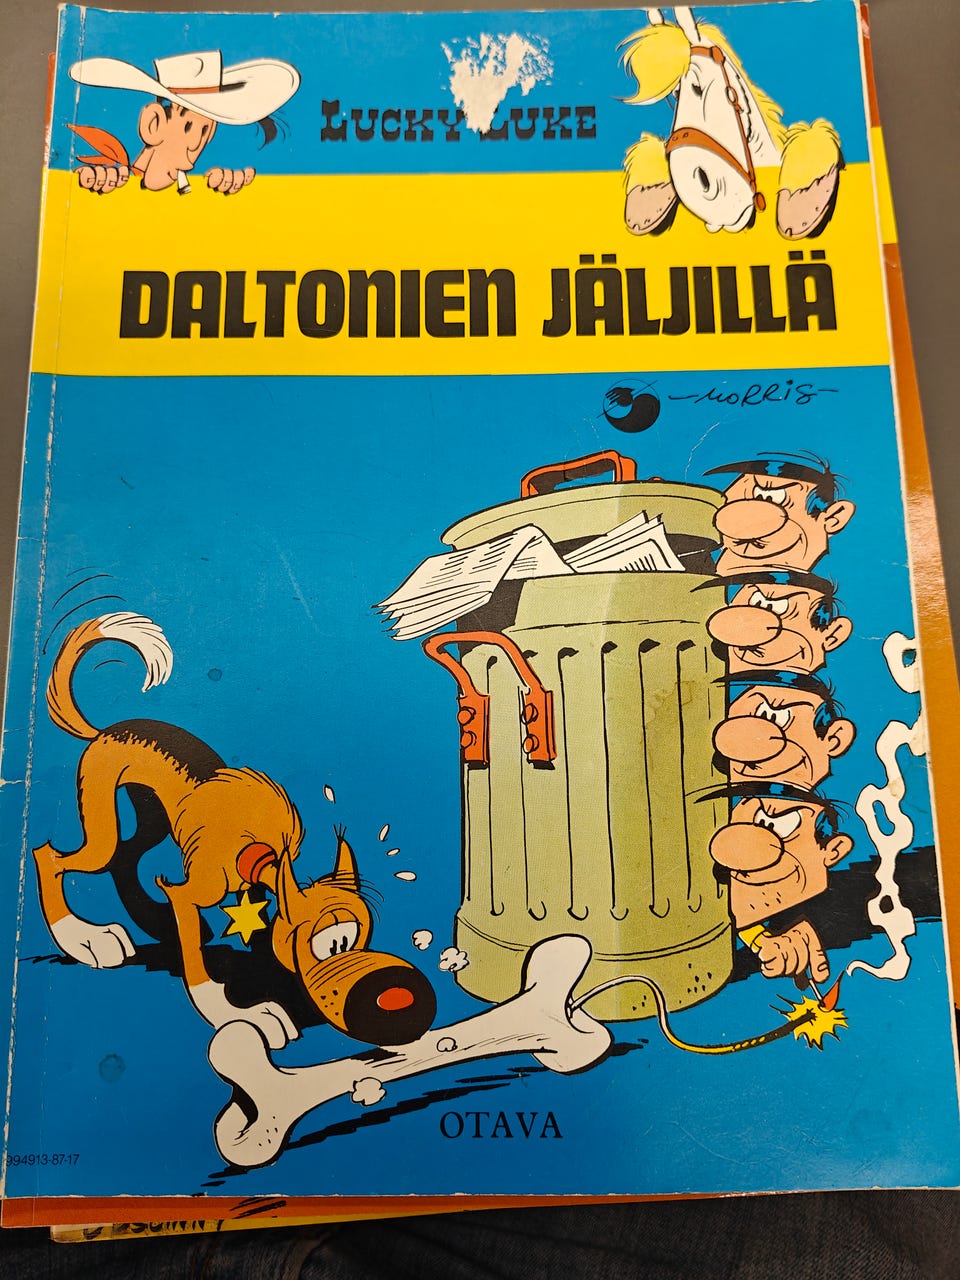 LUCKY LUKE
DALTONIEN JÄLJILLÄ
-MORRIS-
OTAVA
994913-87-17